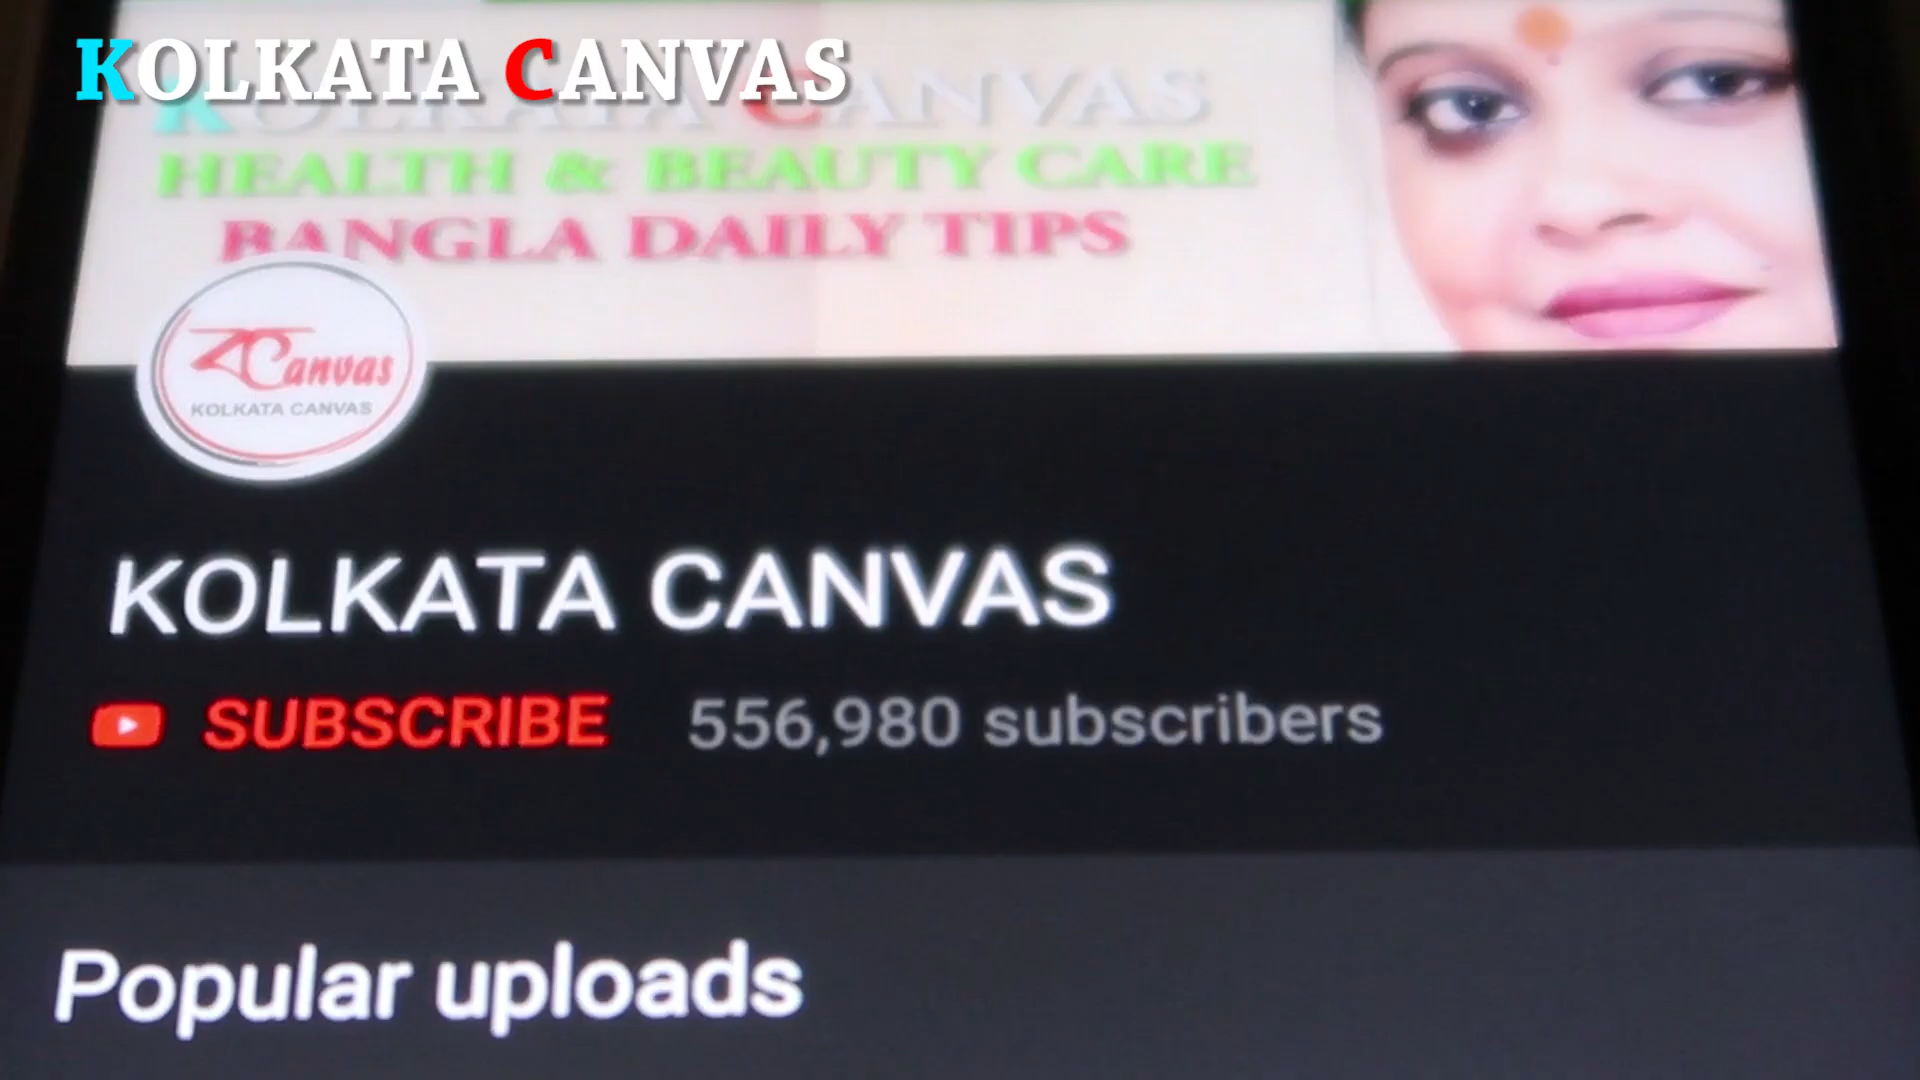 KOLKATA CANVAS
KOLKATA CANVAS
HEALTH & BEAUTY CARE
BANGLA DAILY TIPS
Canvas
KOLKATA CANVAS
KOLKATA CANVAS
SUBSCRIBE 556,980 subscribers
Popular uploads